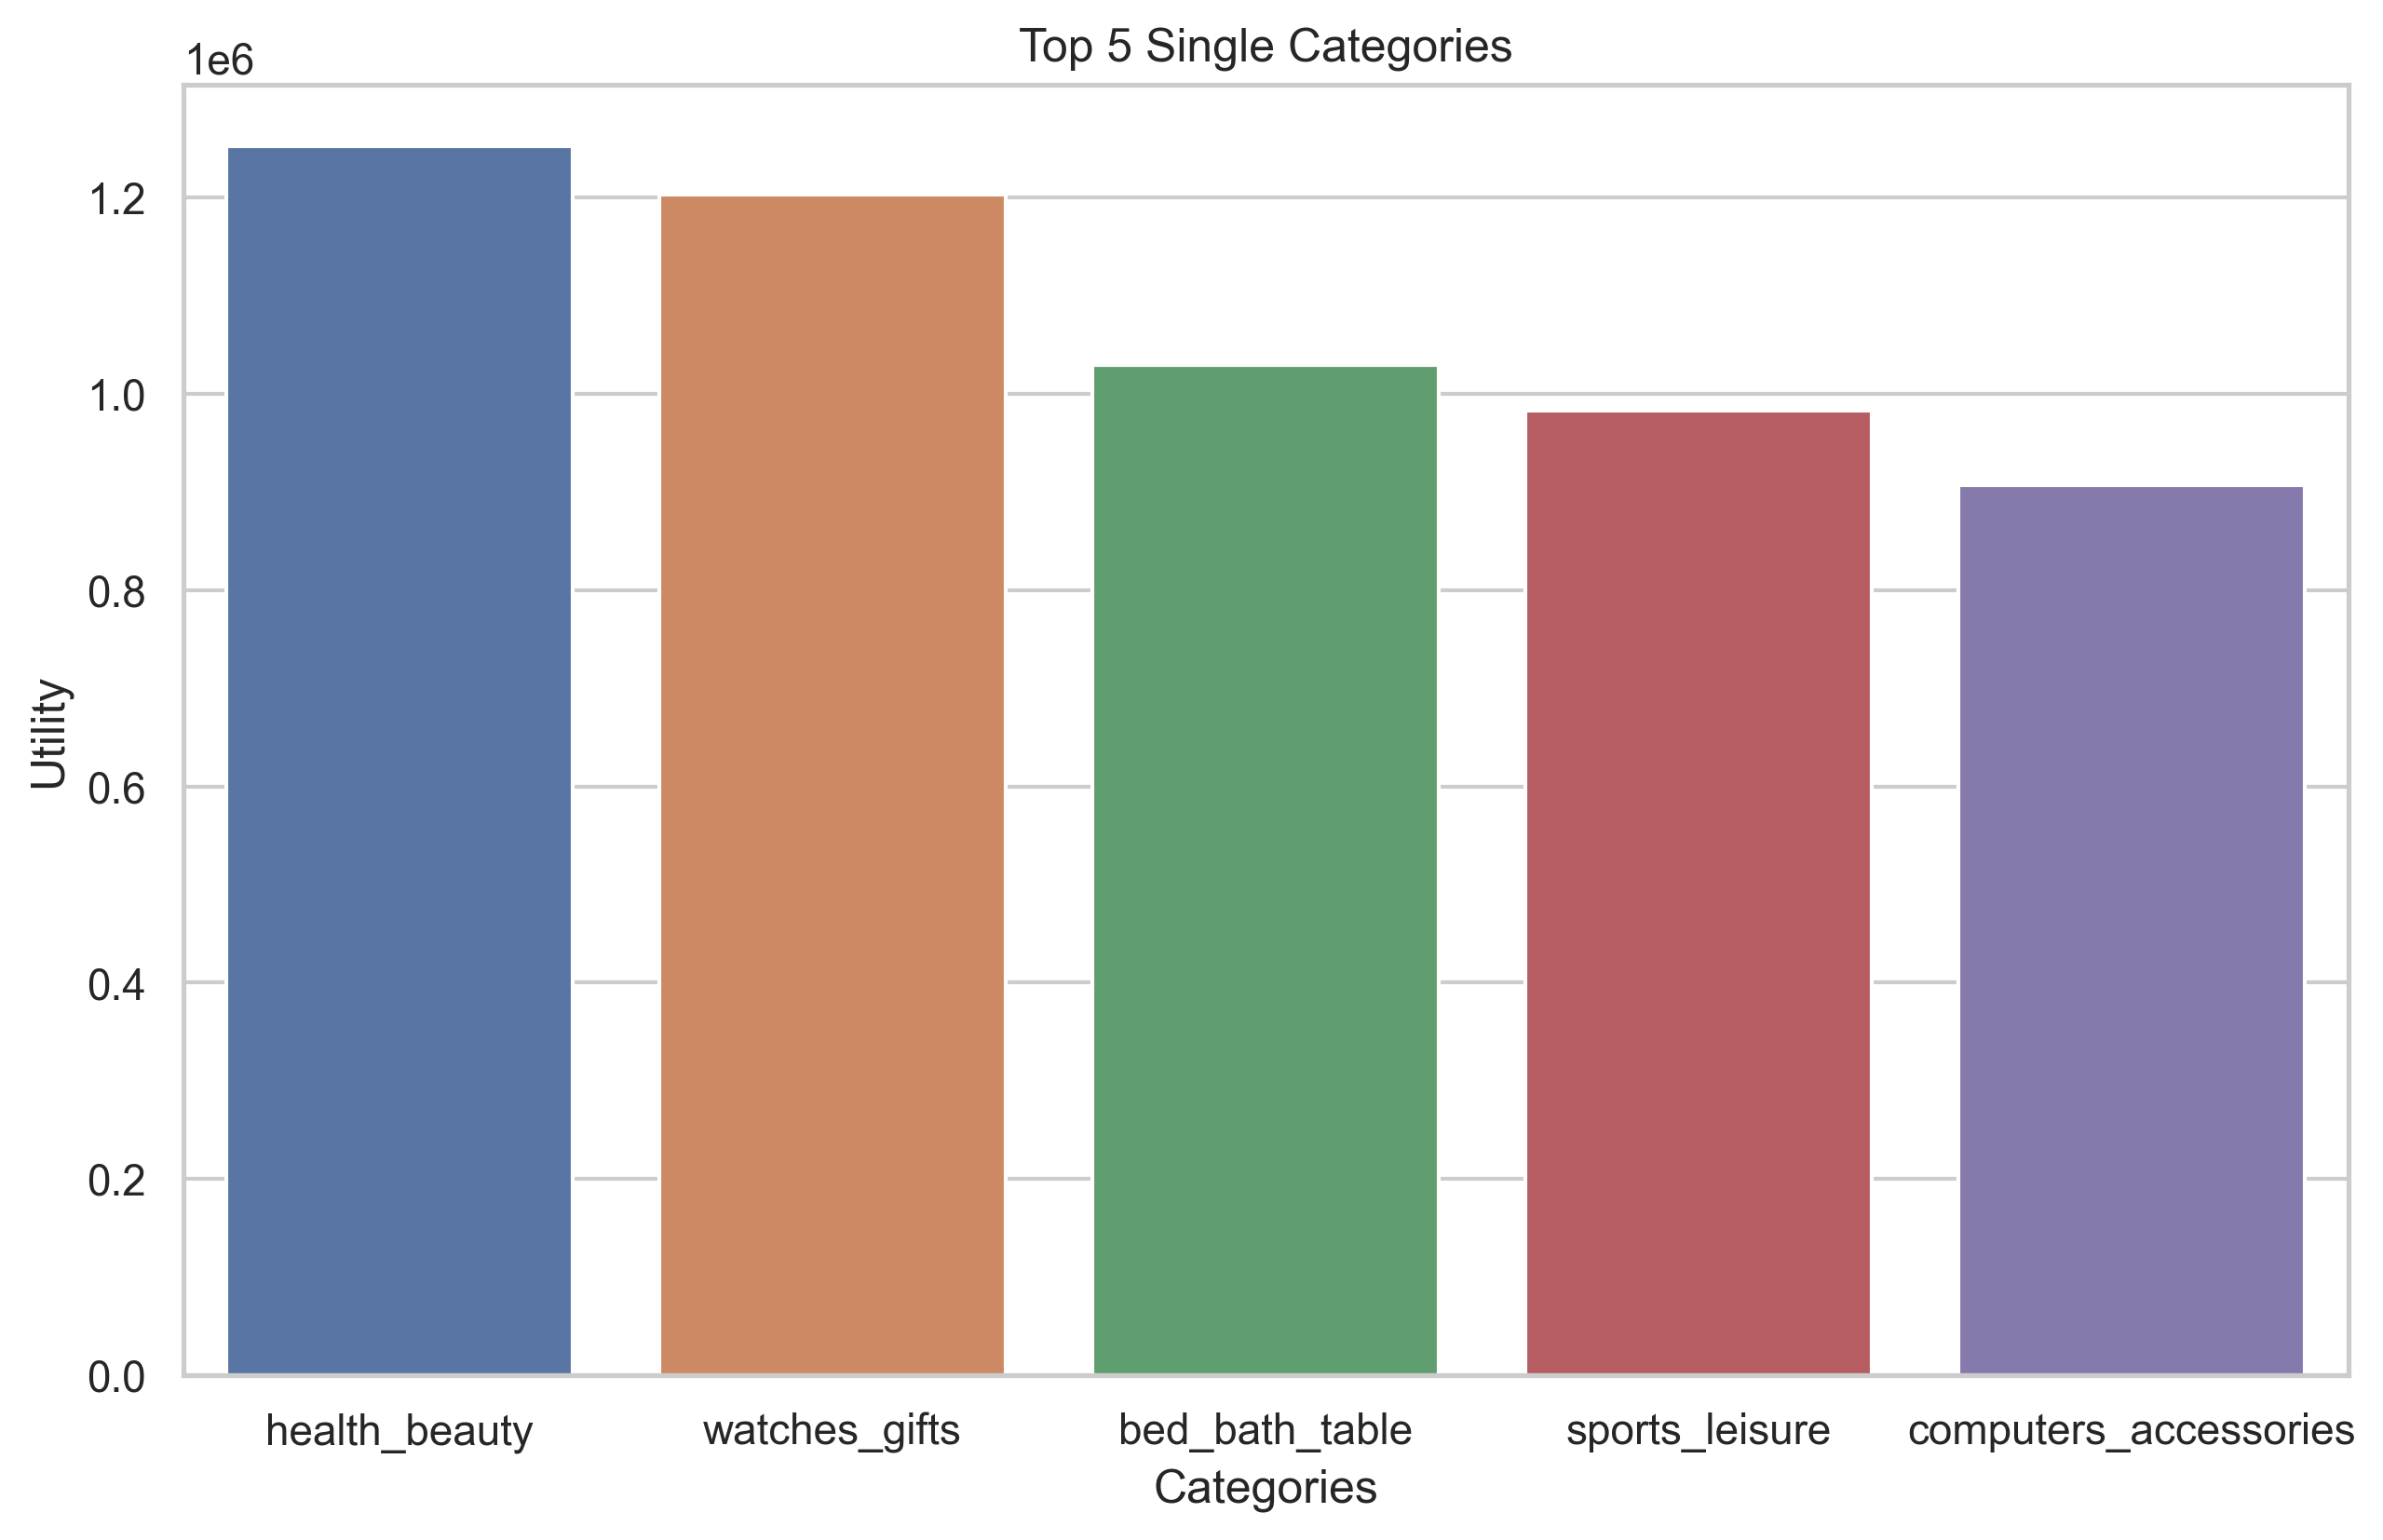 Top 5 Single Categories
1e6
1.2
1.0
0.8
0.6
0.4
0.2
0.0
Utility
health_beauty watches_gifts bed_bath_table sports_leisure computers_accessories
Categories